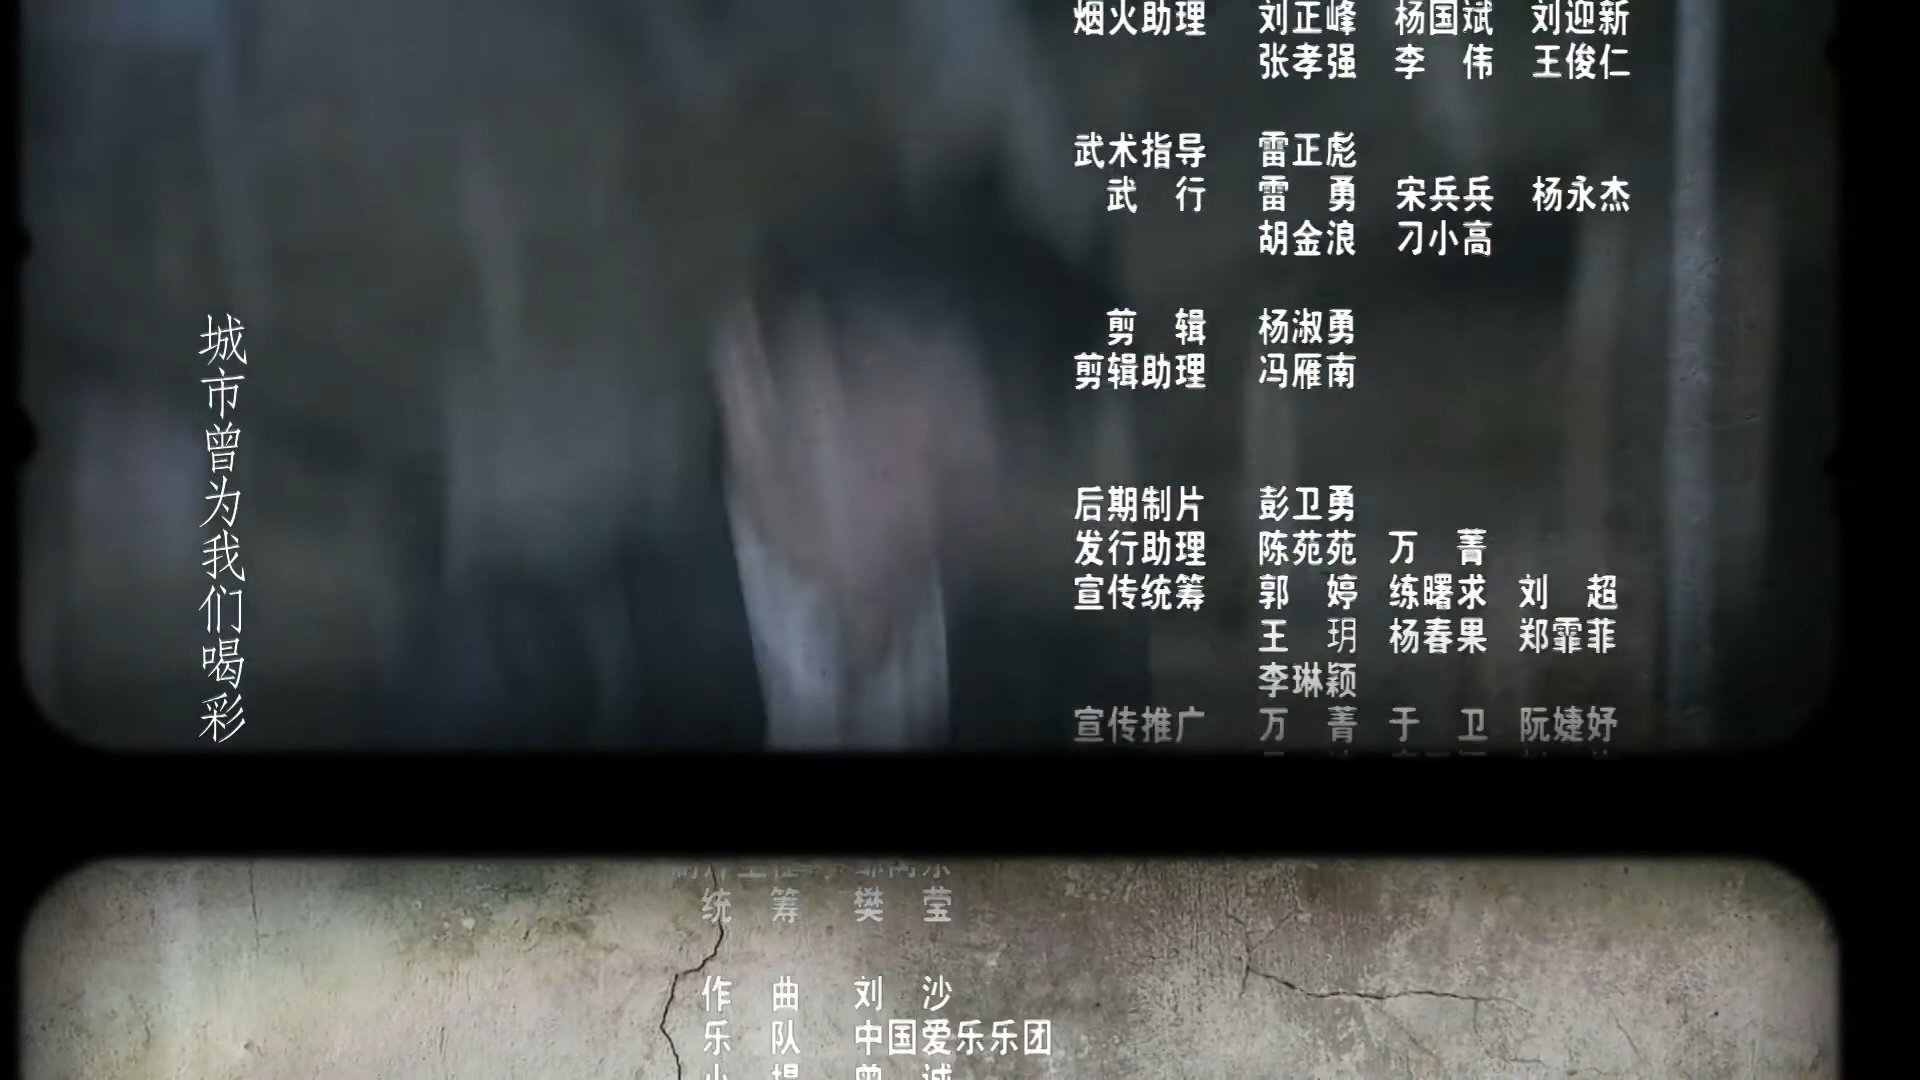 烟火助理 刘正峰 杨国斌 刘迎新
张孝强 李伟 王俊仁
武术指导 雷正彪
武行 雷勇 宋兵兵 杨永杰
胡金浪 刁小高
剪辑 杨淑勇
剪辑助理 冯雁南
后期制片 彭卫勇
发行助理 陈苑苑 万菁
宣传统筹 郭婷 练曙求 刘超
王玥 杨春果 郑霏菲
李琳颖
宣传推广 万菁 于卫 阮婕妤
城市曾为我们喝彩
统筹 樊莹
作曲 刘沙
乐队 中国爱乐乐团
小提 曾诚